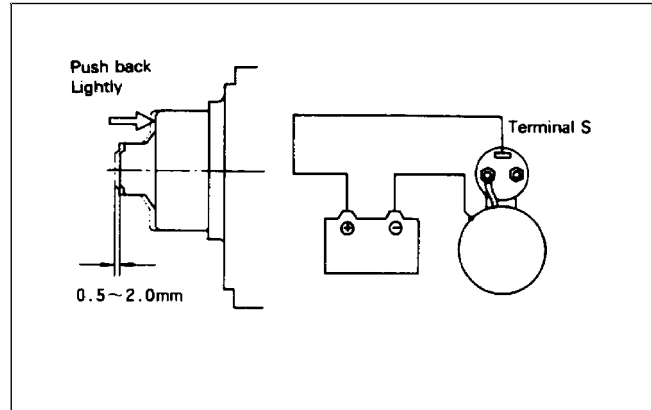 Push back
Lightly
Terminal S
+
−
0.5~2.0mm